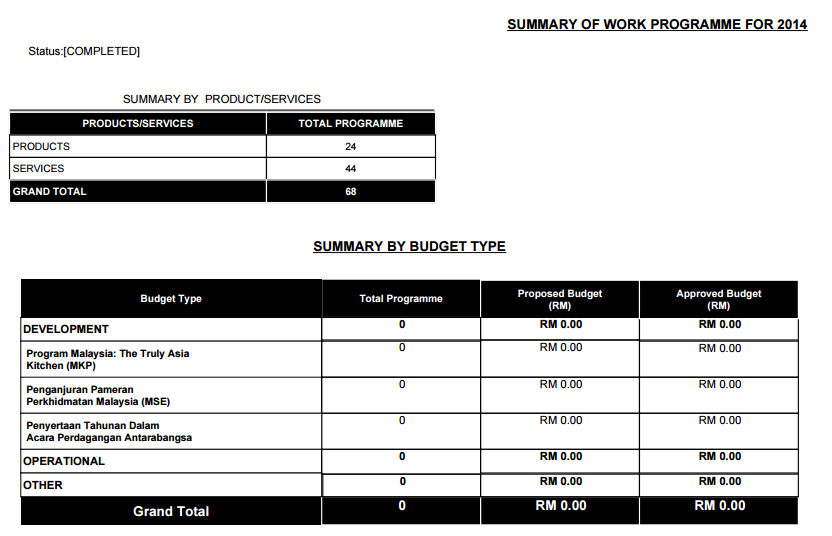 SUMMARY OF WORK PROGRAMME FOR 2014
Status:[COMPLETED]
SUMMARY BY PRODUCT/SERVICES
PRODUCTS/SERVICES TOTAL PROGRAMME
PRODUCTS 24
SERVICES 44
GRAND TOTAL 68
SUMMARY BY BUDGET TYPE
Budget Type Total Programme Proposed Budget (RM) Approved Budget (RM)
DEVELOPMENT 0 RM 0.00 RM 0.00
Program Malaysia: The Truly Asia 0 RM 0.00 RM 0.00
Kitchen (MKP)
Penganjuran Pameran 0 RM 0.00 RM 0.00
Perkhidmatan Malaysia (MSE)
Penyertaan Tahunan Dalam 0 RM 0.00 RM 0.00
Acara Perdagangan Antarabangsa
OPERATIONAL 0 RM 0.00 RM 0.00
OTHER 0 RM 0.00 RM 0.00
Grand Total 0 RM 0.00 RM 0.00